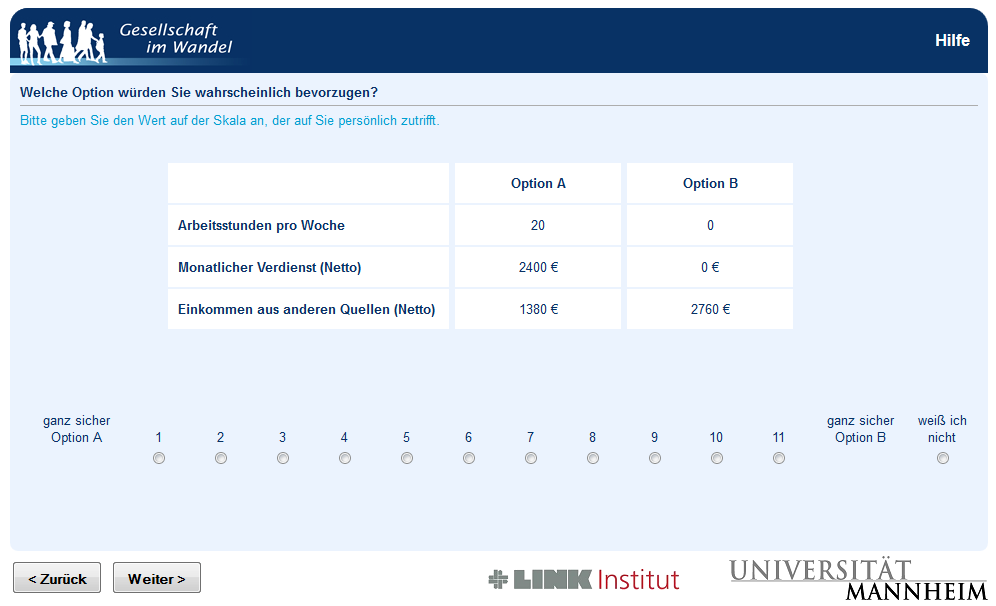 Gesellschaft
im Wandel
Hilfe
Welche Option würden Sie wahrscheinlich bevorzugen?
Bitte geben Sie den Wert auf der Skala an, der auf Sie persönlich zutrifft.
Option A Option B
Arbeitsstunden pro Woche 20 0
Monatlicher Verdienst (Netto) 2400 € 0 €
Einkommen aus anderen Quellen (Netto) 1380 € 2760 €
ganz sicher
Option A
1 2 3 4 5 6 7 8 9 10 11
ganz sicher
Option B
weiß ich
nicht
< Zurück Weiter >
LINK Institut
UNIVERSITÄT
MANNHEIM